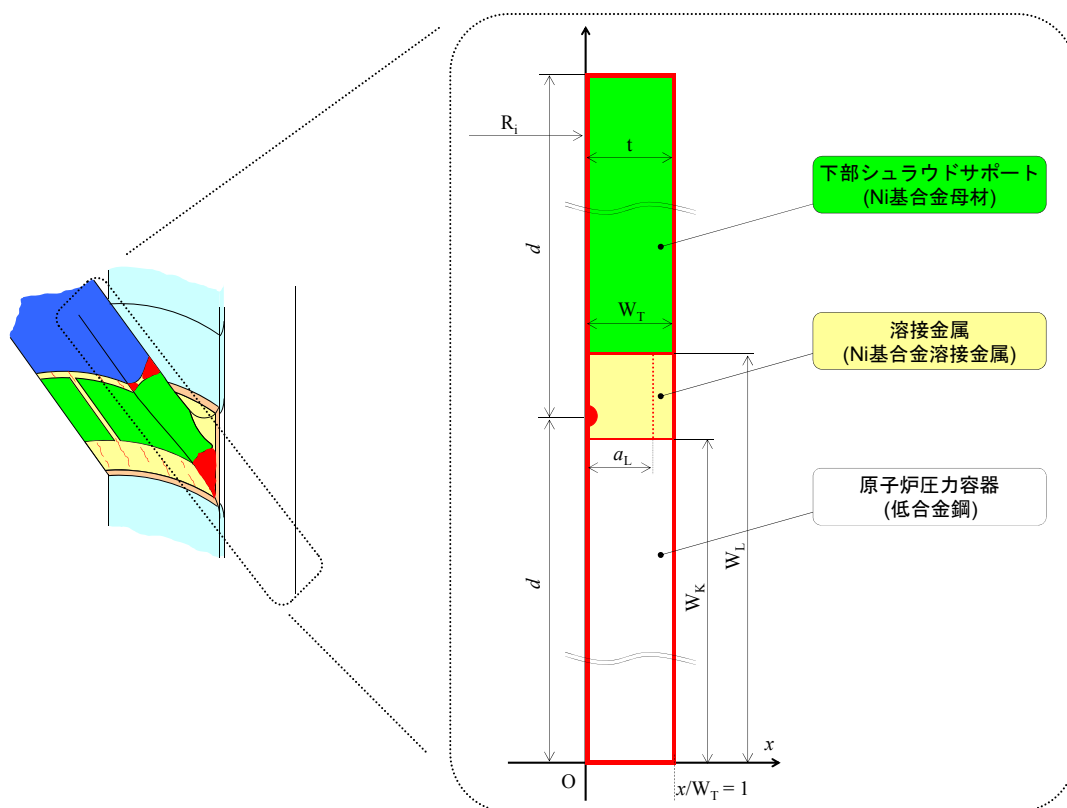 R_i
t
d
下部シュラウドサポート
(Ni基合金母材)
W_T
溶接金属
(Ni基合金溶接金属)
a_L
原子炉圧力容器
(低合金鋼)
d
W_K
W_L
x
O
x/W_T = 1